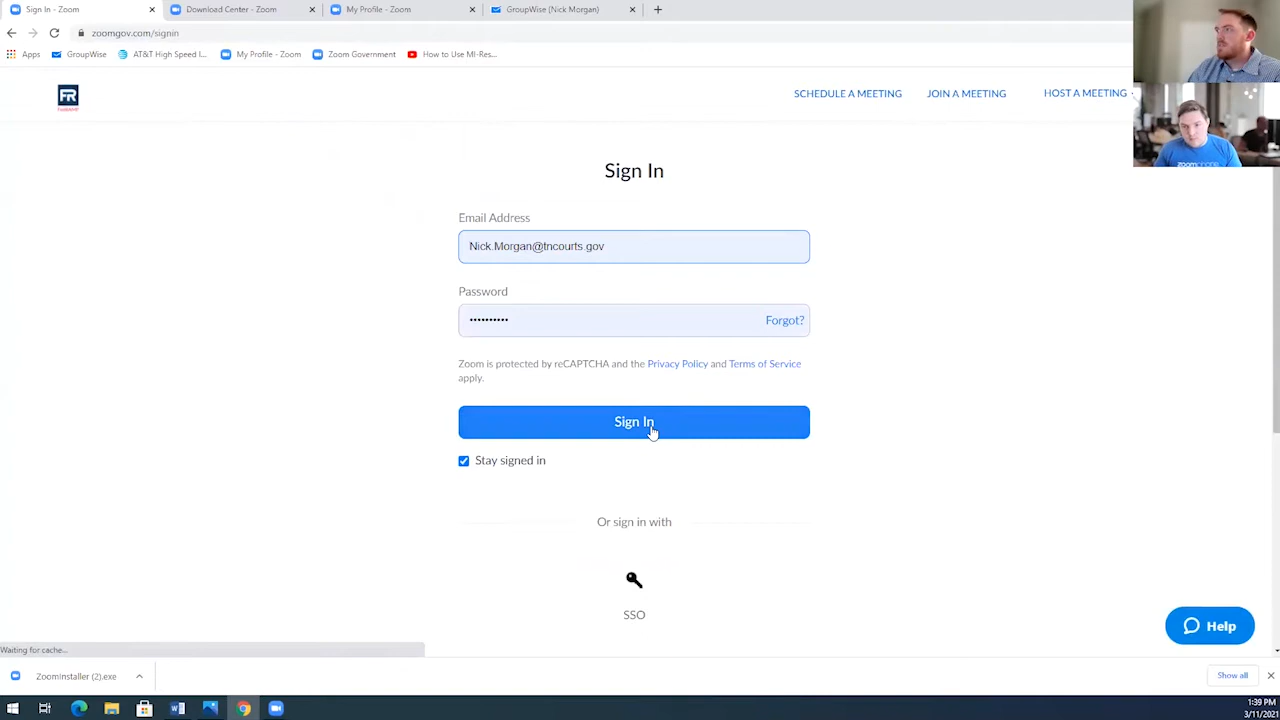 Sign In - Zoom
Download Center - Zoom
My Profile - Zoom
GroupWise (Nick Morgan)
zoomgov.com/signin
Apps
GroupWise
AT&T High Speed I...
My Profile - Zoom
Zoom Government
How to Use MI-Res...
FR
SCHEDULE A MEETING
JOIN A MEETING
HOST A MEETING
zoomphone
Sign In
Email Address
Nick.Morgan@tncourts.gov
Password
••••••••••
Forgot?
Zoom is protected by reCAPTCHA and the Privacy Policy and Terms of Service
apply.
Sign In
Stay signed in
Or sign in with
SSO
Help
Waiting for cache...
ZoomInstaller (2).exe
Show all
1:39 PM
3/11/2021